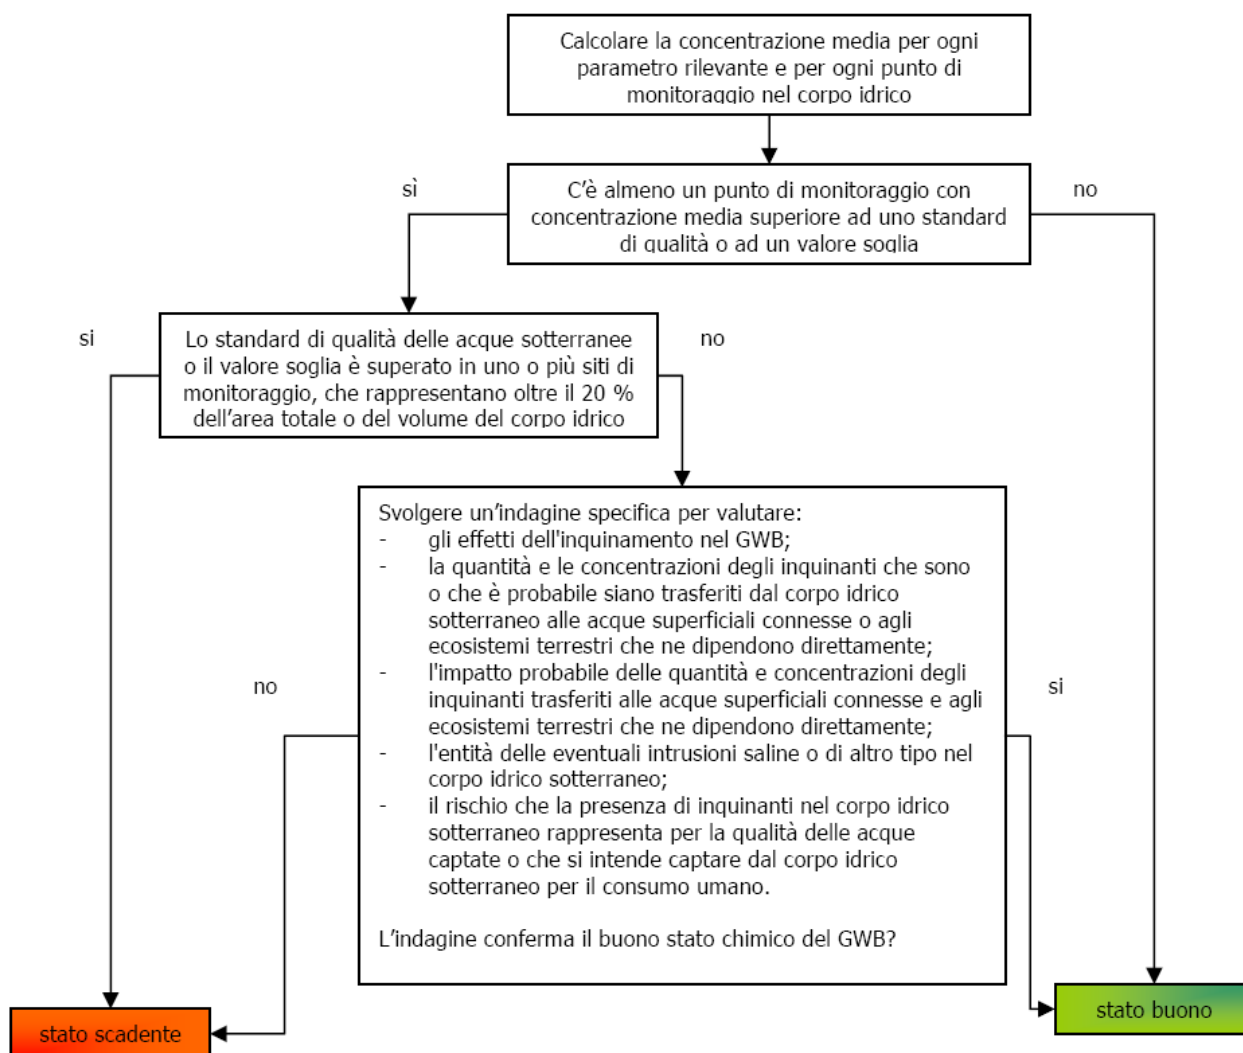 Calcolare la concentrazione media per ogni
parametro rilevante e per ogni punto di
monitoraggio nel corpo idrico
sì
C'è almeno un punto di monitoraggio con
concentrazione media superiore ad uno standard
di qualità o ad un valore soglia
no
si
Lo standard di qualità delle acque sotterranee
o il valore soglia è superato in uno o più siti di
monitoraggio, che rappresentano oltre il 20 %
dell'area totale o del volume del corpo idrico
no
Svolgere un'indagine specifica per valutare:
- gli effetti dell'inquinamento nel GWB;
- la quantità e le concentrazioni degli inquinanti che sono
o che è probabile siano trasferiti dal corpo idrico
sotterraneo alle acque superficiali connesse o agli
ecosistemi terrestri che ne dipendono direttamente;
- l'impatto probabile delle quantità e concentrazioni degli
inquinanti trasferiti alle acque superficiali connesse e agli
ecosistemi terrestri che ne dipendono direttamente;
- l'entità delle eventuali intrusioni saline o di altro tipo nel
corpo idrico sotterraneo;
- il rischio che la presenza di inquinanti nel corpo idrico
sotterraneo rappresenta per la qualità delle acque
captate o che si intende captare dal corpo idrico
sotterraneo per il consumo umano.
L'indagine conferma il buono stato chimico del GWB?
no
si
stato scadente
stato buono